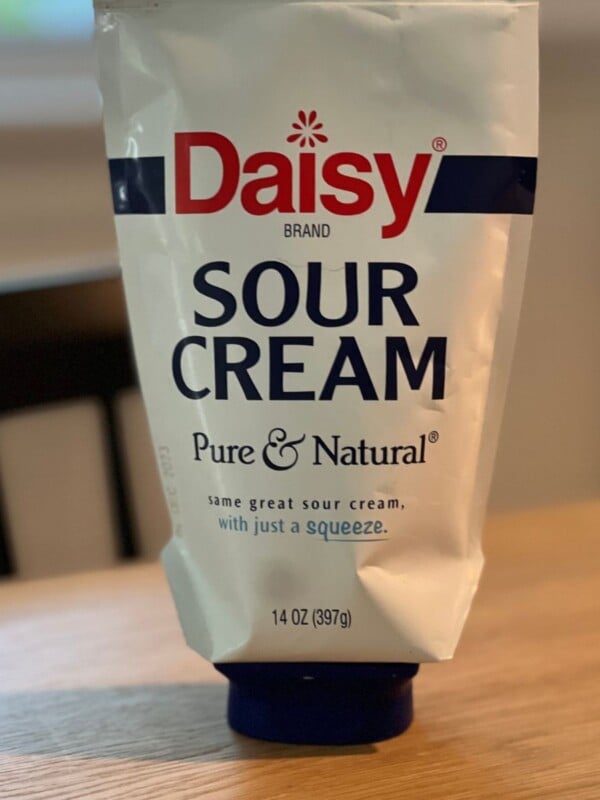 Daisy®
BRAND
SOUR
CREAM
Pure & Natural®
same great sour cream,
with just a squeeze.
14 OZ (397g)